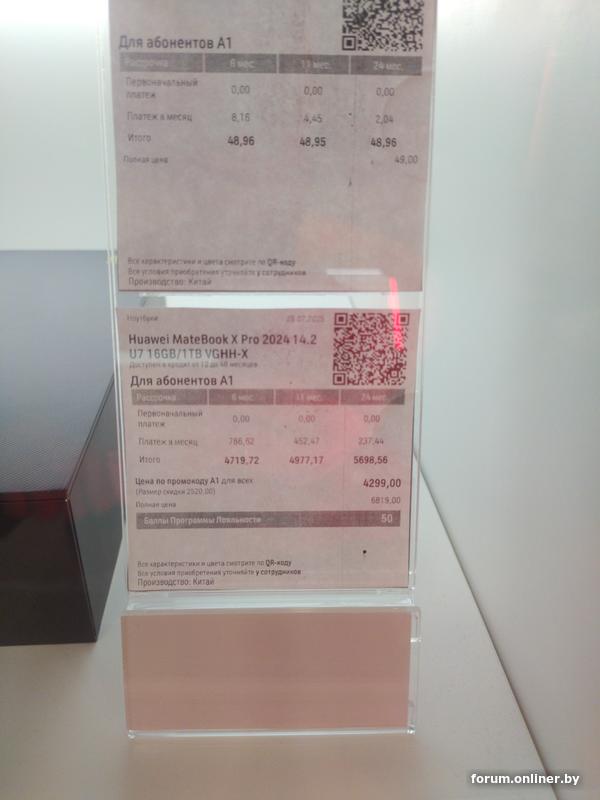 Для абонентов А1
Рассрочка 6 мес. 11 мес. 24 мес.
Первоначальный
платеж 0,00 0,00 0,00
Платеж в месяц 8,16 4,45 2,04
Итого 48,96 48,95 48,96
Полная цена 49,00
Все характеристики и цвета смотрите по QR-коду
Все условия приобретения уточняйте у сотрудников
Производство: Китай
Ноутбуки
Huawei MateBook X Pro 2024 14.2
U7 16GB/1TB VGHH-X
Доступен в кредит от 12 до 48 месяцев
Для абонентов А1
Рассрочка 6 мес. 11 мес. 24 мес.
Первоначальный
платеж 0,00 0,00 0,00
Платеж в месяц 786,62 452,47 237,44
Итого 4719,72 4977,17 5698,56
Цена по промокоду А1 для всех 4299,00
(Размер скидки 2520,00)
Полная цена 6819,00
Баллы Программы Лояльности 50
Все характеристики и цвета смотрите по QR-коду
Все условия приобретения уточняйте у сотрудников
Производство: Китай
forum.onliner.by